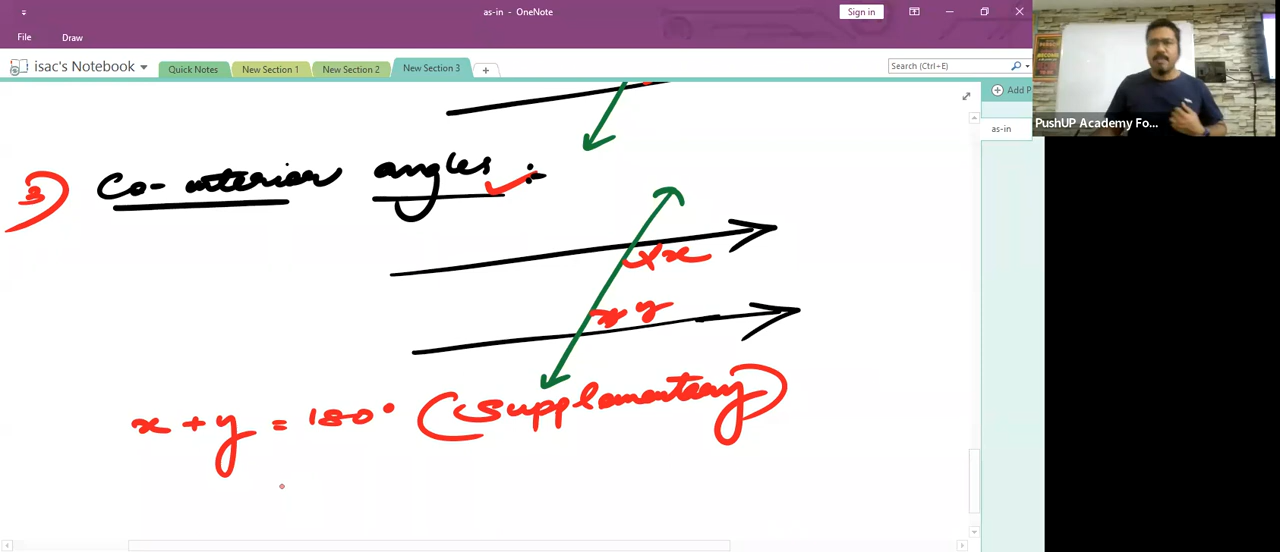 as-in - OneNote
Sign in
File Draw
isac's Notebook Quick Notes New Section 1 New Section 2 New Section 3 Search (Ctrl+E)
Add P
as-in
PushUP Academy Fo...
3) Co-interior angles :-
x
y
x + y = 180° (Supplementary)